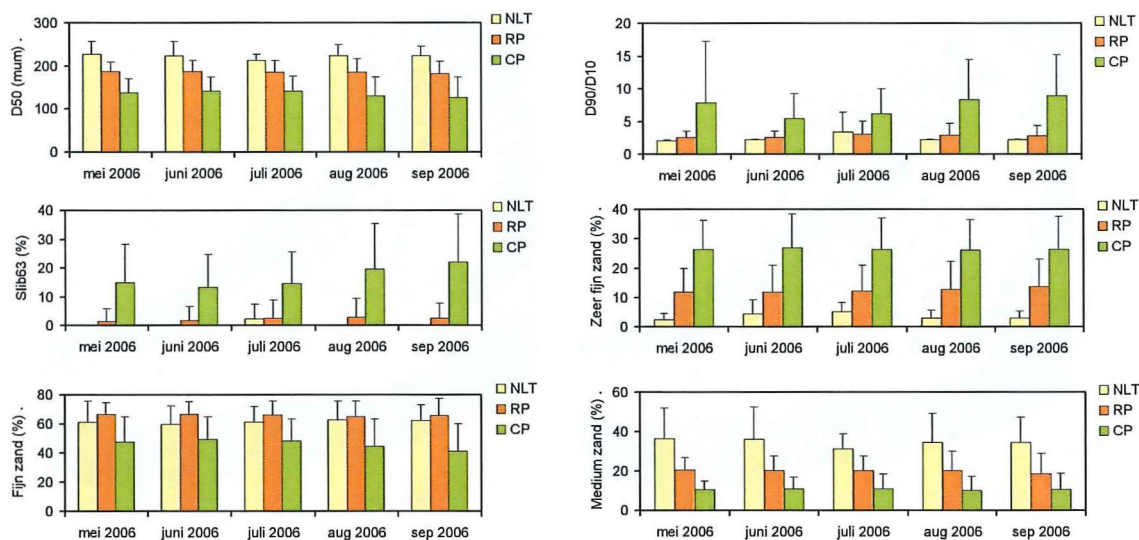 D50 (mum) .
300
200
100
0
mei 2006 juni 2006 juli 2006 aug 2006 sep 2006
NLT
RP
CP
D90/D10
20
15
10
5
0
mei 2006 juni 2006 juli 2006 aug 2006 sep 2006
NLT
RP
CP
Slib63 (%)
40
30
20
10
0
mei 2006 juni 2006 juli 2006 aug 2006 sep 2006
NLT
RP
CP
Zeer fijn zand (%) .
40
30
20
10
0
mei 2006 juni 2006 juli 2006 aug 2006 sep 2006
NLT
RP
CP
Fijn zand (%) .
80
60
40
20
0
mei 2006 juni 2006 juli 2006 aug 2006 sep 2006
NLT
RP
CP
Medium zand (%) .
60
40
20
0
mei 2006 juni 2006 juli 2006 aug 2006 sep 2006
NLT
RP
CP